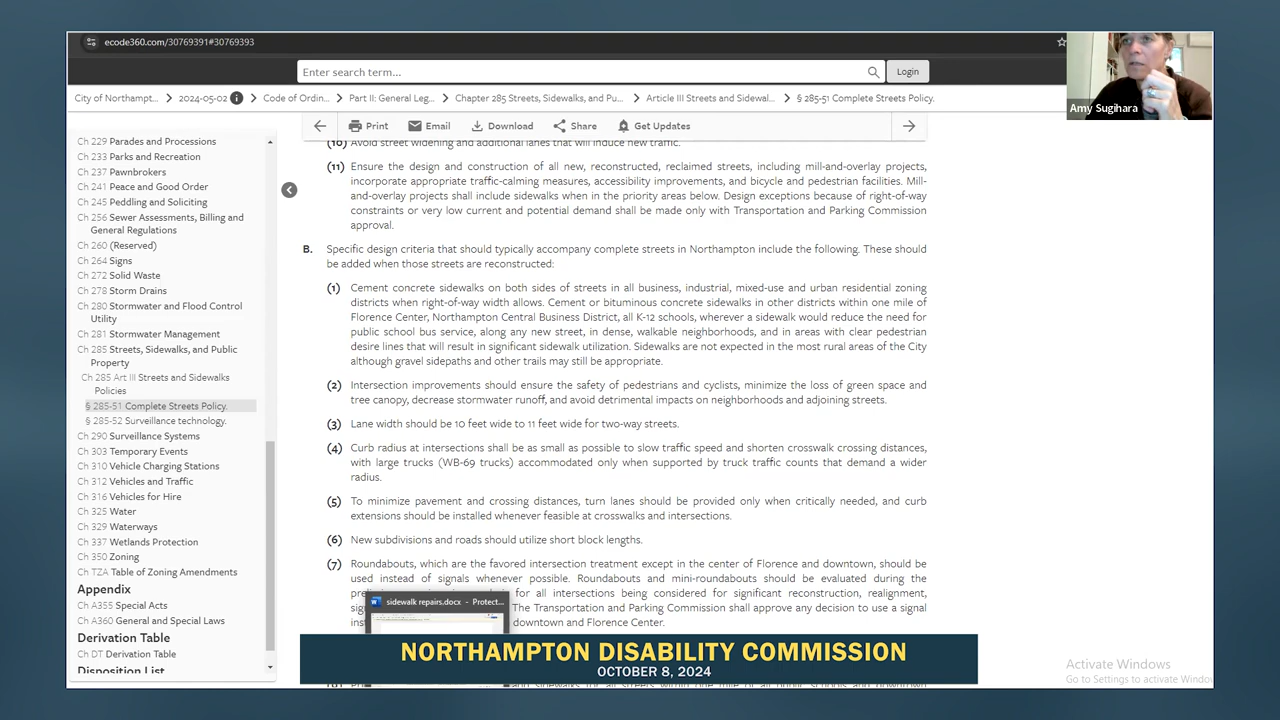 ecode360.com/30769391#30769393
Enter search term...
Login
Amy Sugihara
City of Northampt... > 2024-05-02 > Code of Ordin... > Part II: General Leg... > Chapter 285 Streets, Sidewalks, and Pu... > Article III Streets and Sidewal... > § 285-51 Complete Streets Policy.
Print Email Download Share Get Updates
Ch 229 Parades and Processions
Ch 233 Parks and Recreation
Ch 237 Pawnbrokers
Ch 241 Peace and Good Order
Ch 245 Peddling and Soliciting
Ch 256 Sewer Assessments, Billing and
General Regulations
Ch 260 (Reserved)
Ch 264 Signs
Ch 272 Solid Waste
Ch 278 Storm Drains
Ch 280 Stormwater and Flood Control
Utility
Ch 281 Stormwater Management
Ch 285 Streets, Sidewalks, and Public
Property
Ch 285 Art III Streets and Sidewalks
Policies
§ 285-51 Complete Streets Policy.
§ 285-52 Surveillance technology.
Ch 290 Surveillance Systems
Ch 303 Temporary Events
Ch 310 Vehicle Charging Stations
Ch 312 Vehicles and Traffic
Ch 316 Vehicles for Hire
Ch 325 Water
Ch 329 Waterways
Ch 337 Wetlands Protection
Ch 350 Zoning
Ch TZA Table of Zoning Amendments
Appendix
Ch A355 Special Acts
Ch A360 General and Special Laws
Derivation Table
Ch DT Derivation Table
Disposition List
(10) Avoid street widening and additional lanes that will induce new traffic.
(11) Ensure the design and construction of all new, reconstructed, reclaimed streets, including mill-and-overlay projects,
incorporate appropriate traffic-calming measures, accessibility improvements, and bicycle and pedestrian facilities. Mill-
and-overlay projects shall include sidewalks when in the priority areas below. Design exceptions because of right-of-way
constraints or very low current and potential demand shall be made only with Transportation and Parking Commission
approval.
B. Specific design criteria that should typically accompany complete streets in Northampton include the following. These should
be added when those streets are reconstructed:
(1) Cement concrete sidewalks on both sides of streets in all business, industrial, mixed-use and urban residential zoning
districts when right-of-way width allows. Cement or bituminous concrete sidewalks in other districts within one mile of
Florence Center, Northampton Central Business District, all K-12 schools, wherever a sidewalk would reduce the need for
public school bus service, along any new street, in dense, walkable neighborhoods, and in areas with clear pedestrian
desire lines that will result in significant sidewalk utilization. Sidewalks are not expected in the most rural areas of the City
although gravel sidepaths and other trails may still be appropriate.
(2) Intersection improvements should ensure the safety of pedestrians and cyclists, minimize the loss of green space and
tree canopy, decrease stormwater runoff, and avoid detrimental impacts on neighborhoods and adjoining streets.
(3) Lane width should be 10 feet wide to 11 feet wide for two-way streets.
(4) Curb radius at intersections shall be as small as possible to slow traffic speed and shorten crosswalk crossing distances,
with large trucks (WB-69 trucks) accommodated only when supported by truck traffic counts that demand a wider
radius.
(5) To minimize pavement and crossing distances, turn lanes should be provided only when critically needed, and curb
extensions should be installed whenever feasible at crosswalks and intersections.
(6) New subdivisions and roads should utilize short block lengths.
(7) Roundabouts, which are the favored intersection treatment except in the center of Florence and downtown, should be
used instead of signals whenever possible. Roundabouts and mini-roundabouts should be evaluated during the
for all intersections being considered for significant reconstruction, realignment,
The Transportation and Parking Commission shall approve any decision to use a signal
downtown and Florence Center.
sidewalk repairs.docx - Protect...
NORTHAMPTON DISABILITY COMMISSION
OCTOBER 8, 2024
Activate Windows
Go to Settings to activate Windo